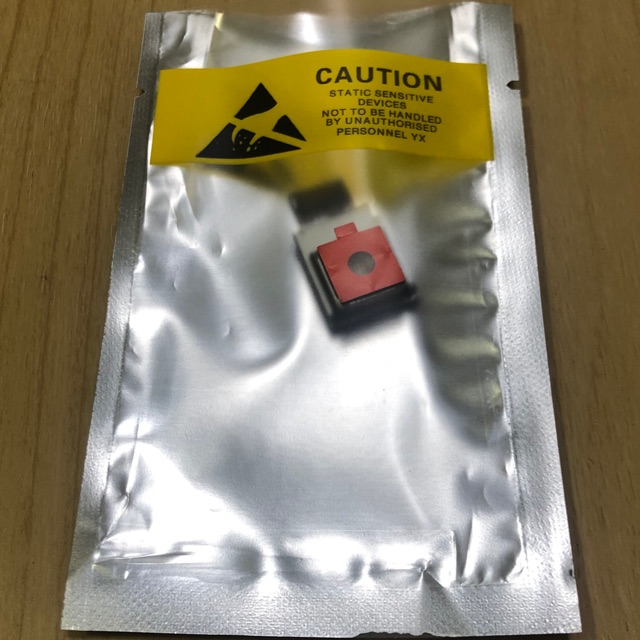 CAUTION
STATIC SENSITIVE
DEVICES
NOT TO BE HANDLED
BY UNAUTHORISED
PERSONNEL YX